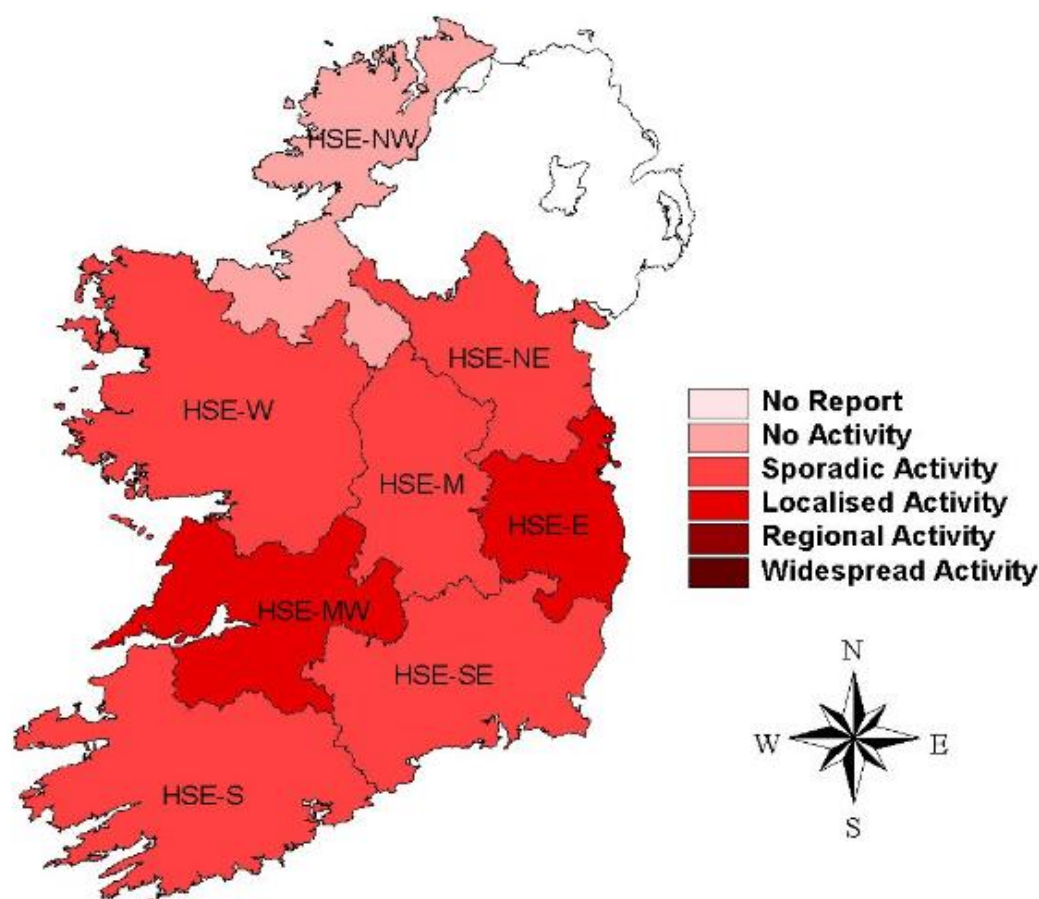 HSE-NW
HSE-NE
HSE-W
HSE-M
HSE-E
HSE-MW
HSE-SE
HSE-S
No Report
No Activity
Sporadic Activity
Localised Activity
Regional Activity
Widespread Activity
N
W
E
S